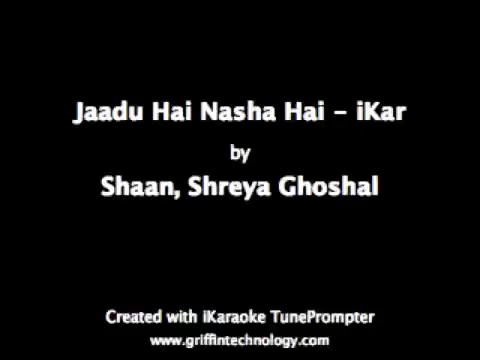 Jaadu Hai Nasha Hai - iKar
by
Shaan, Shreya Ghoshal
Created with iKaraoke TunePrompter
www.griffintechnology.com